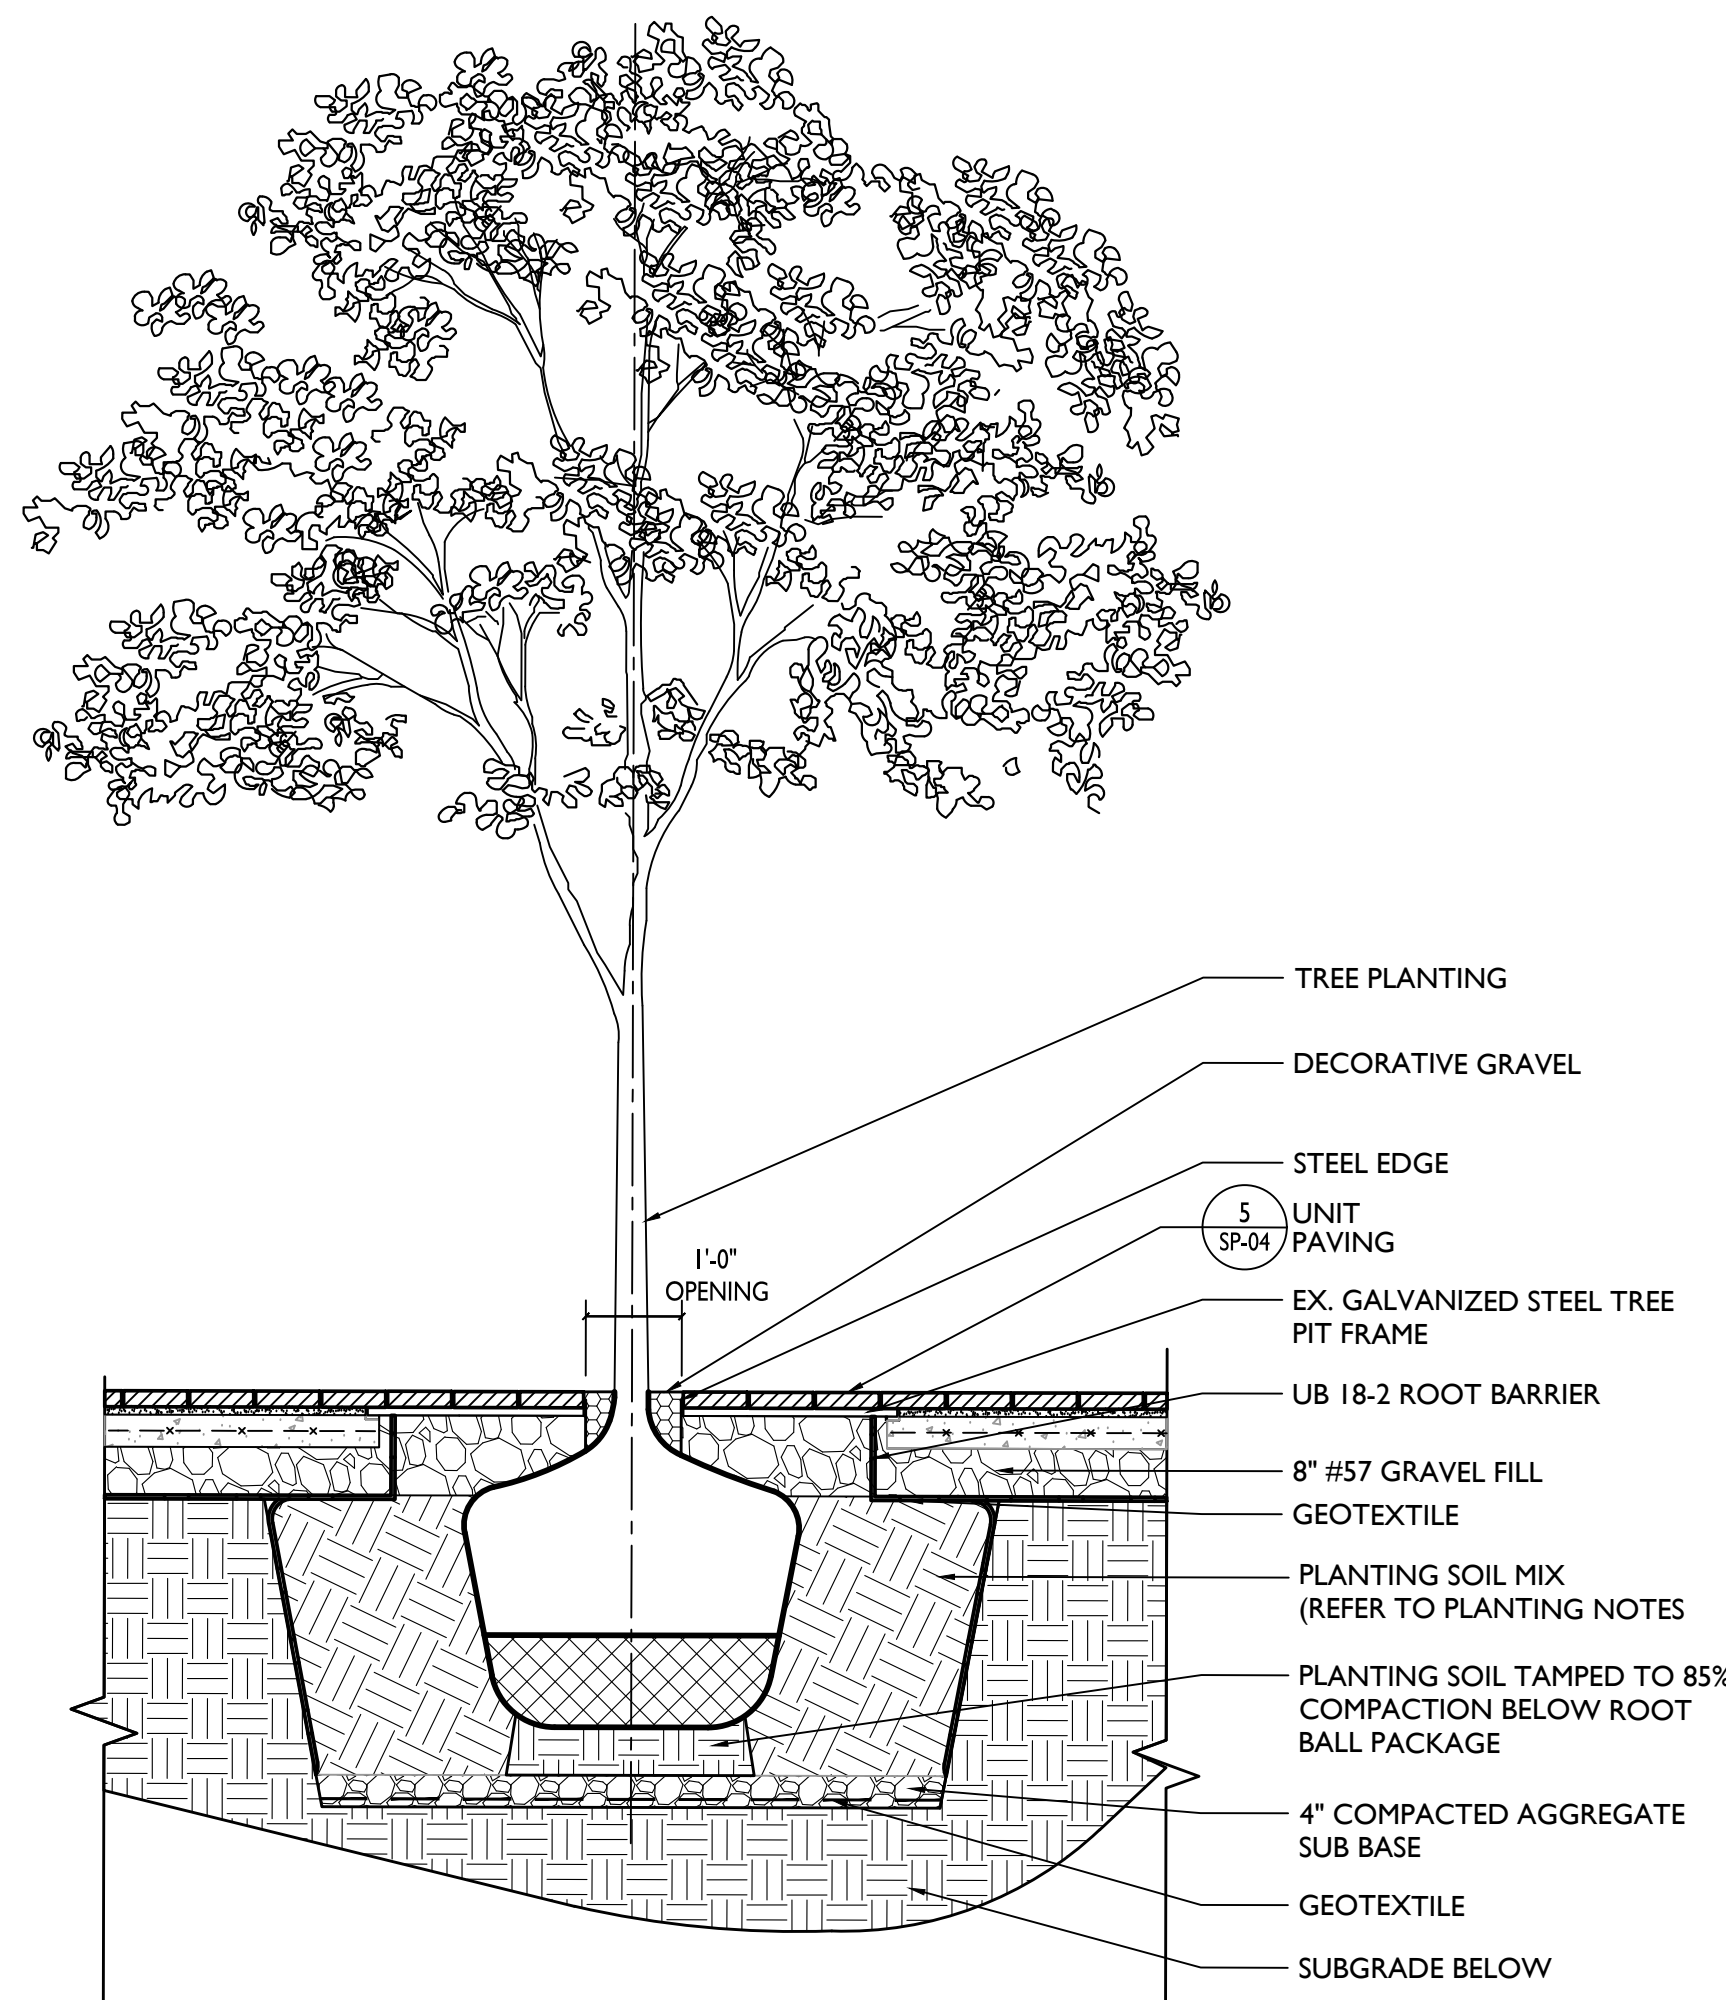 TREE PLANTING
DECORATIVE GRAVEL
STEEL EDGE
5
SP-04
UNIT
PAVING
1'-0"
OPENING
EX. GALVANIZED STEEL TREE
PIT FRAME
UB 18-2 ROOT BARRIER
8" #57 GRAVEL FILL
GEOTEXTILE
PLANTING SOIL MIX
(REFER TO PLANTING NOTES
PLANTING SOIL TAMPED TO 85%
COMPACTION BELOW ROOT
BALL PACKAGE
4" COMPACTED AGGREGATE
SUB BASE
GEOTEXTILE
SUBGRADE BELOW